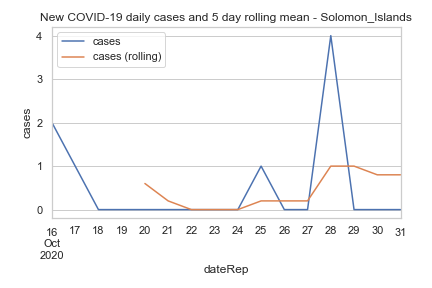 New COVID-19 daily cases and 5 day rolling mean - Solomon_Islands
cases
cases (rolling)
4
3
2
1
0
cases
16 17 18 19 20 21 22 23 24 25 26 27 28 29 30 31
Oct
2020
dateRep